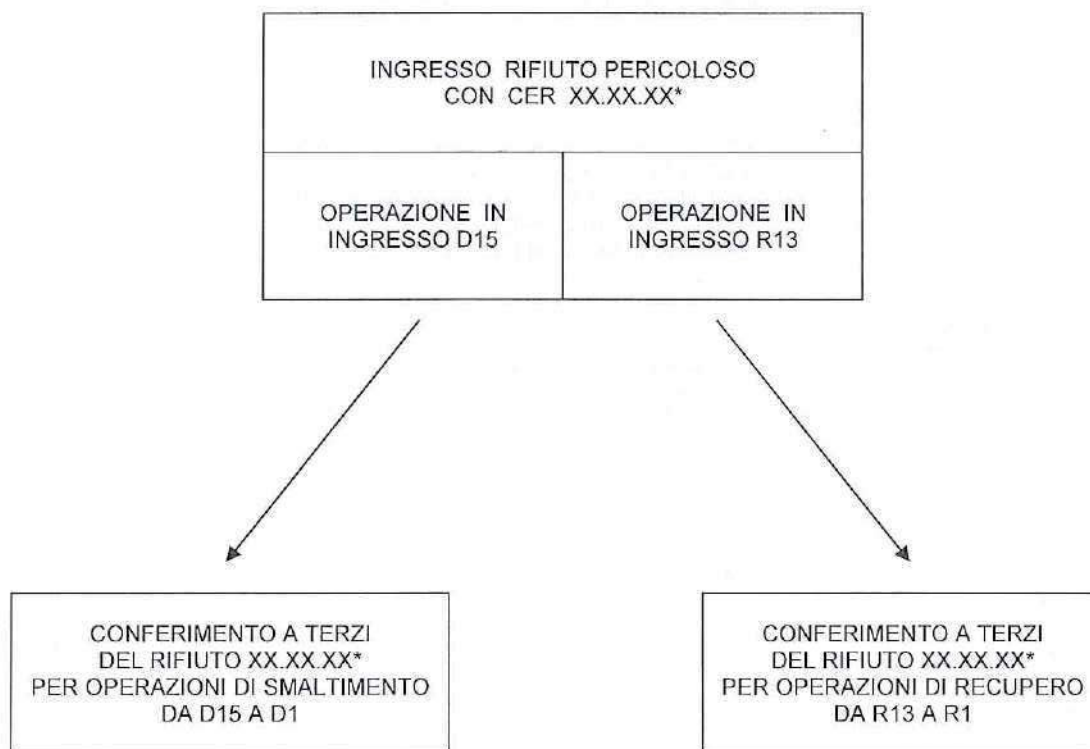 INGRESSO RIFIUTO PERICOLOSO
CON CER XX.XX.XX*
OPERAZIONE IN
INGRESSO D15
OPERAZIONE IN
INGRESSO R13
CONFERIMENTO A TERZI
DEL RIFIUTO XX.XX.XX*
PER OPERAZIONI DI SMALTIMENTO
DA D15 A D1
CONFERIMENTO A TERZI
DEL RIFIUTO XX.XX.XX*
PER OPERAZIONI DI RECUPERO
DA R13 A R1